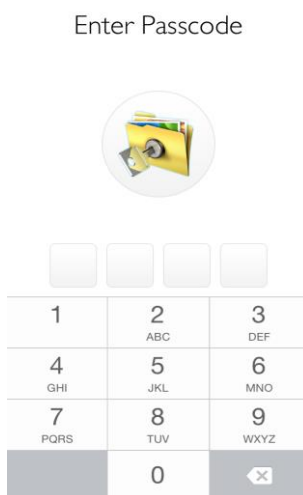 Enter Passcode
1 2 3
ABC DEF
4 5 6
GHI JKL MNO
7 8 9
PQRS TUV WXYZ
0